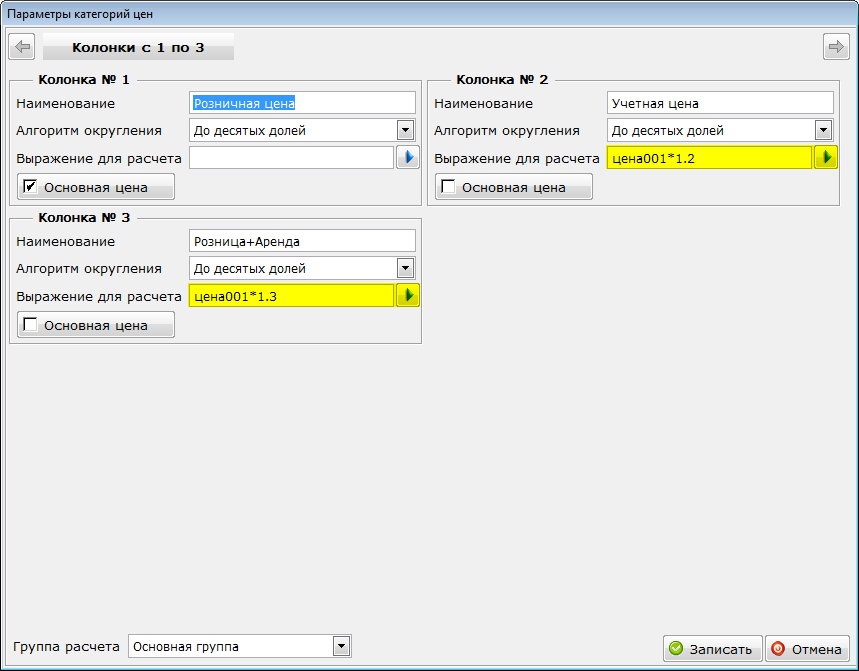 Параметры категорий цен
Колонки с 1 по 3
Колонка № 1
Наименование Розничная цена
Алгоритм округления До десятых долей
Выражение для расчета
Основная цена
Колонка № 2
Наименование Учетная цена
Алгоритм округления До десятых долей
Выражение для расчета цена001*1.2
Основная цена
Колонка № 3
Наименование Розница+Аренда
Алгоритм округления До десятых долей
Выражение для расчета цена001*1.3
Основная цена
Группа расчета Основная группа
Записать Отмена